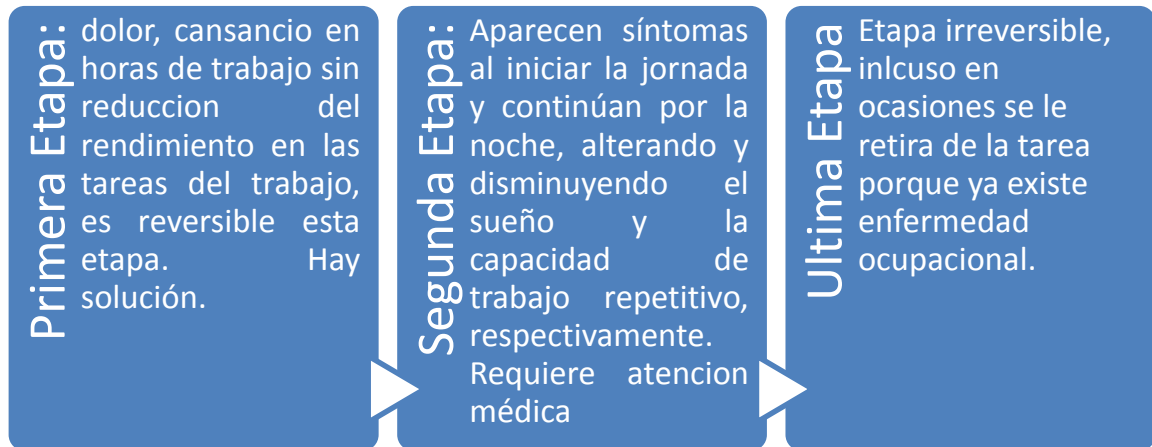 Primera Etapa:
dolor, cansancio en
horas de trabajo sin
reduccion del
rendimiento en las
tareas del trabajo,
es reversible esta
etapa. Hay
solución.
Segunda Etapa:
Aparecen síntomas
al iniciar la jornada
y continúan por la
noche, alterando y
disminuyendo el
sueño y la
capacidad de
trabajo repetitivo,
respectivamente.
Requiere atencion
médica
Ultima Etapa
Etapa irreversible,
inlcuso en
ocasiones se le
retira de la tarea
porque ya existe
enfermedad
ocupacional.